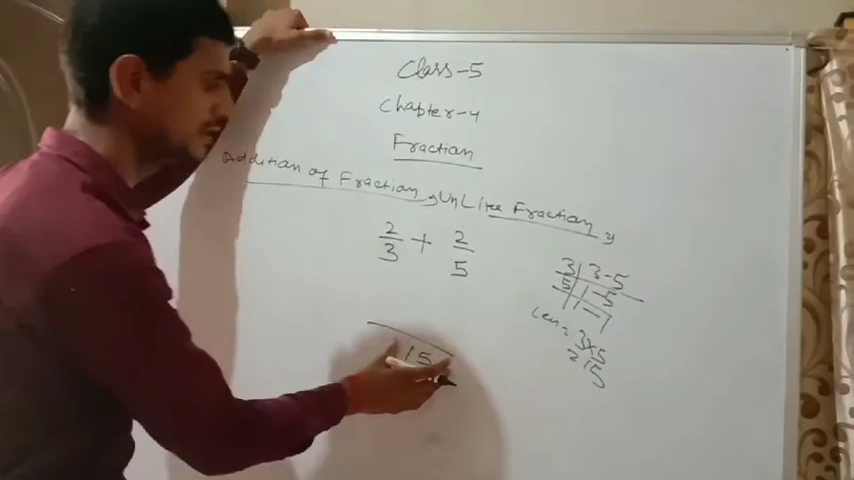 Class-5
Chapter-4
Fraction
Addition of Fraction (UnLike Fraction)
2/3 + 2/5
15
3 | 3-5
5 | 1-5
1-1
Lcm = 3x5
= 15